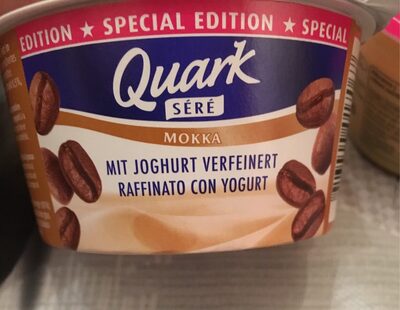 EDITION ★ SPECIAL EDITION ★ SPECIAL
Quark
SÉRÉ
MOKKA
MIT JOGHURT VERFEINERT
RAFFINATO CON YOGURT